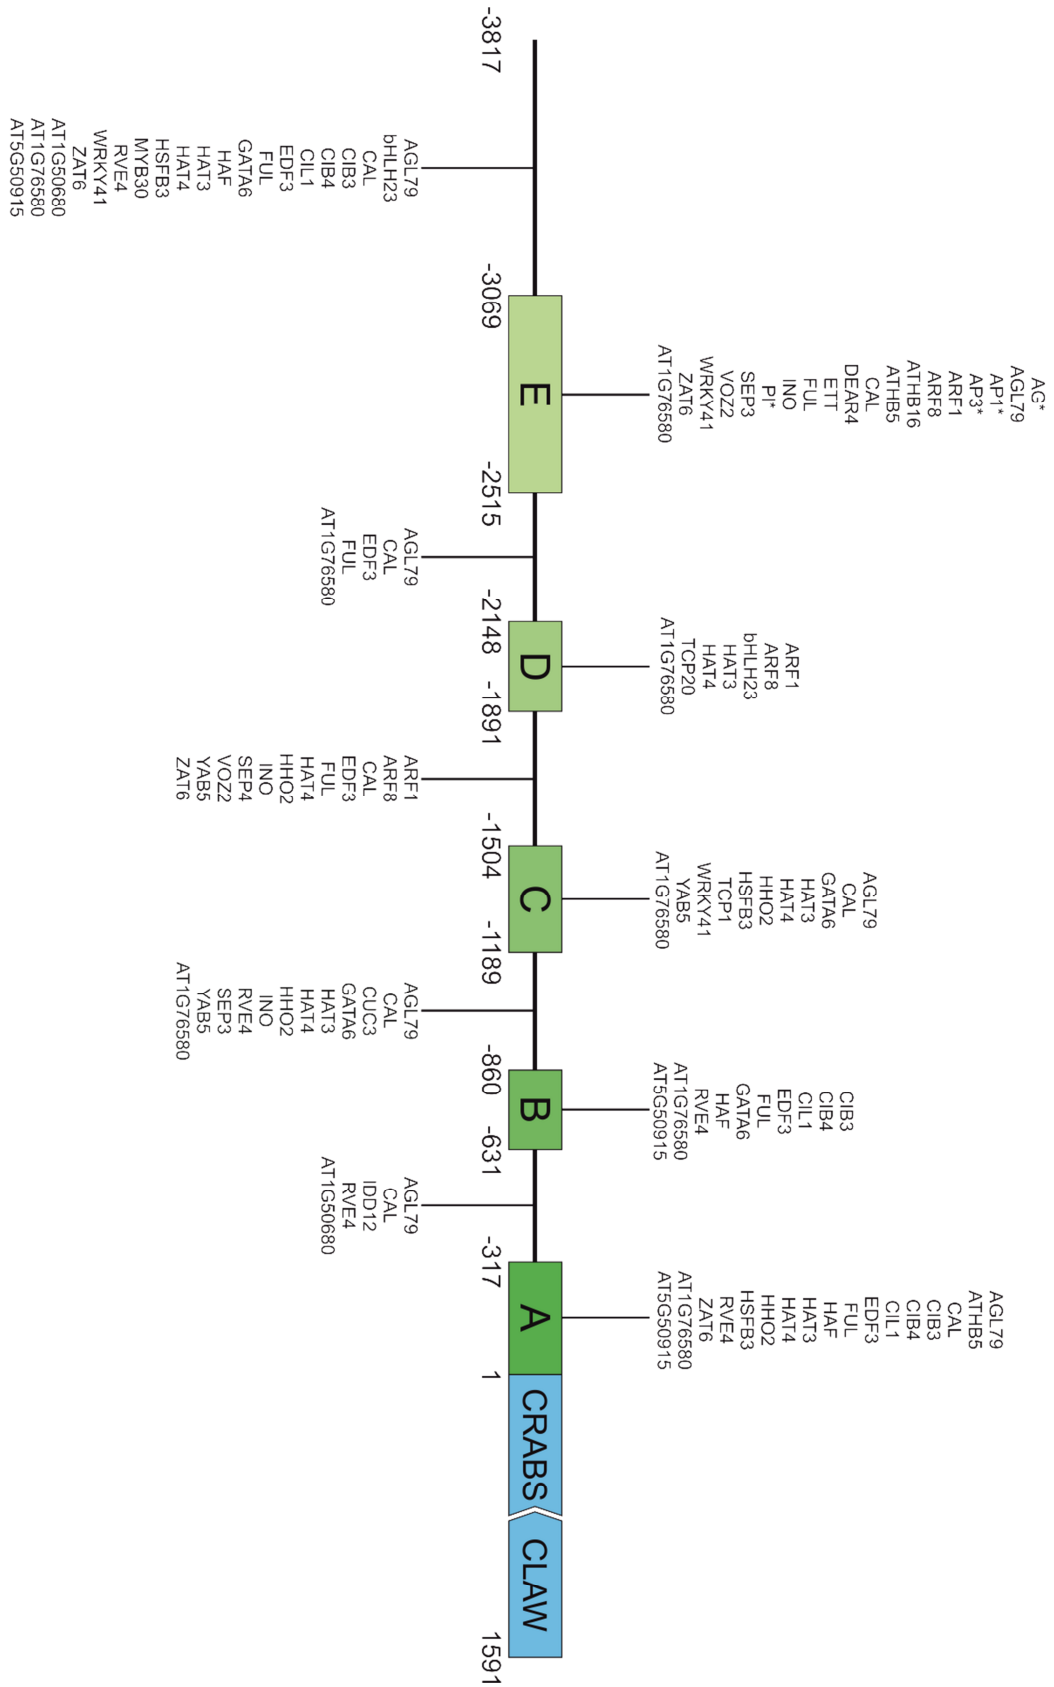 AG*
AGL79
AP1*
AP3*
ARF1
ARF8
ATHB16
ATHB5
CAL
DEAR4
ETT
FUL
INO
PI*
SEP3
VOZ2
WRKY41
ZAT6
AT1G76580
ARF1
ARF8
bHLH23
HAT3
HAT4
TCP20
AT1G76580
AGL79
CAL
GATA6
HAT3
HAT4
HHO2
HSFB3
TCP1
WRKY41
YAB5
AT1G76580
CIB3
CIB4
CIL1
EDF3
FUL
GATA6
HAF
RVE4
AT1G76580
AT5G50915
AGL79
ATHB5
CAL
CIB3
CIB4
CIL1
EDF3
FUL
HAF
HAT3
HAT4
HHO2
HSFB3
RVE4
ZAT6
AT1G76580
AT5G50915
E
D
C
B
A
CRABS
CLAW
-3817
-3069
-2515
-2148
-1891
-1504
-1189
-860
-631
-317
1
1591
AGL79
bHLH23
CAL
CIB3
CIB4
CIL1
EDF3
FUL
GATA6
HAF
HAT3
HAT4
HSFB3
MYB30
RVE4
WRKY41
ZAT6
AT1G50680
AT1G76580
AT5G50915
AGL79
CAL
EDF3
FUL
AT1G76580
ARF1
ARF8
CAL
EDF3
FUL
HAT4
HHO2
INO
SEP4
VOZ2
YAB5
ZAT6
AGL79
CAL
CUC3
GATA6
HAT3
HAT4
HHO2
INO
RVE4
SEP3
YAB5
AT1G76580
AGL79
CAL
IDD12
RVE4
AT1G50680